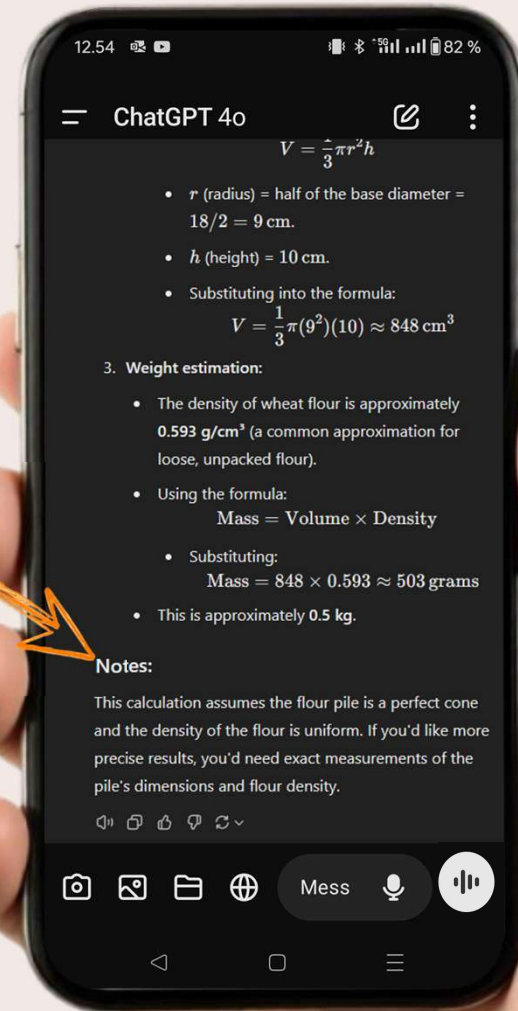 12.54 5G 82 %
ChatGPT 4o
V = 1/3 πr²h
• r (radius) = half of the base diameter =
18/2 = 9 cm.
• h (height) = 10 cm.
• Substituting into the formula:
V = 1/3 π(9²)(10) ≈ 848 cm³
3. Weight estimation:
• The density of wheat flour is approximately
0.593 g/cm³ (a common approximation for
loose, unpacked flour).
• Using the formula:
Mass = Volume × Density
• Substituting:
Mass = 848 × 0.593 ≈ 503 grams
• This is approximately 0.5 kg.
Notes:
This calculation assumes the flour pile is a perfect cone
and the density of the flour is uniform. If you'd like more
precise results, you'd need exact measurements of the
pile's dimensions and flour density.
Mess